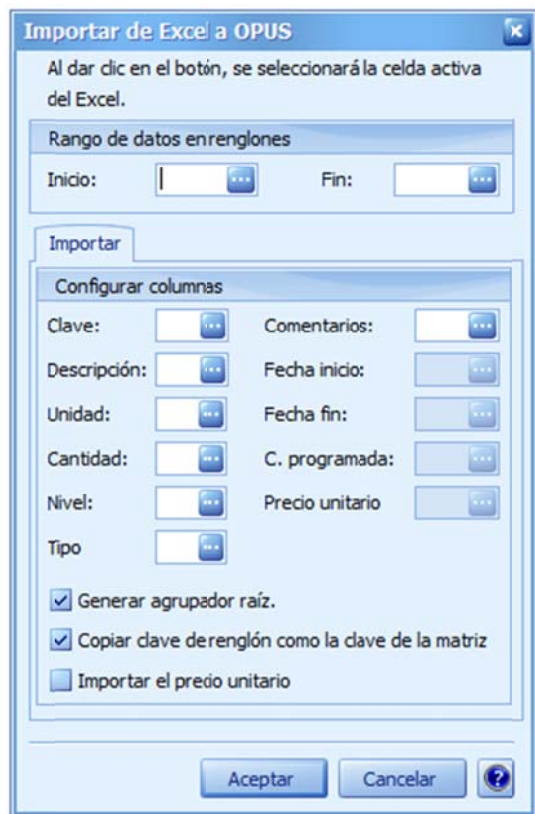 Importar de Excel a OPUS
Al dar clic en el botón, se seleccionará la celda activa
del Excel.
Rango de datos en renglones
Inicio: Fin:
Importar
Configurar columnas
Clave: Comentarios:
Descripción: Fecha inicio:
Unidad: Fecha fin:
Cantidad: C. programada:
Nivel: Precio unitario
Tipo
Generar agrupador raíz.
Copiar clave de renglón como la clave de la matriz
Importar el precio unitario
Aceptar Cancelar ?